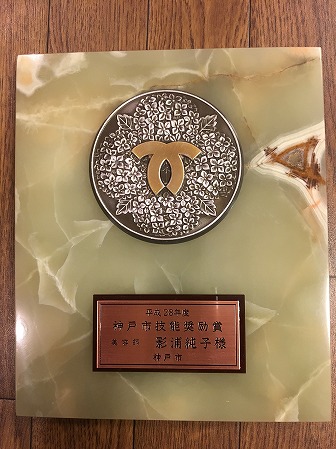 平成28年度
神戸市技能奨励賞
美容師 影浦純子様
神戸市